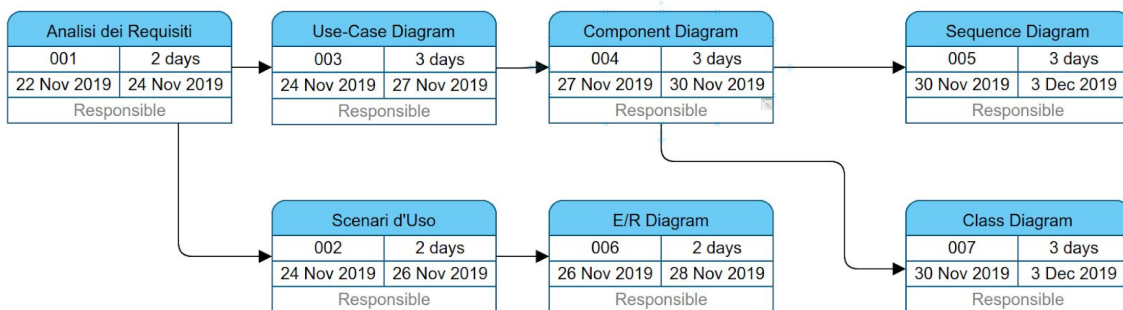 Analisi dei Requisiti
001 2 days
22 Nov 2019 24 Nov 2019
Responsible
Use-Case Diagram
003 3 days
24 Nov 2019 27 Nov 2019
Responsible
Component Diagram
004 3 days
27 Nov 2019 30 Nov 2019
Responsible
Sequence Diagram
005 3 days
30 Nov 2019 3 Dec 2019
Responsible
Scenari d'Uso
002 2 days
24 Nov 2019 26 Nov 2019
Responsible
E/R Diagram
006 2 days
26 Nov 2019 28 Nov 2019
Responsible
Class Diagram
007 3 days
30 Nov 2019 3 Dec 2019
Responsible